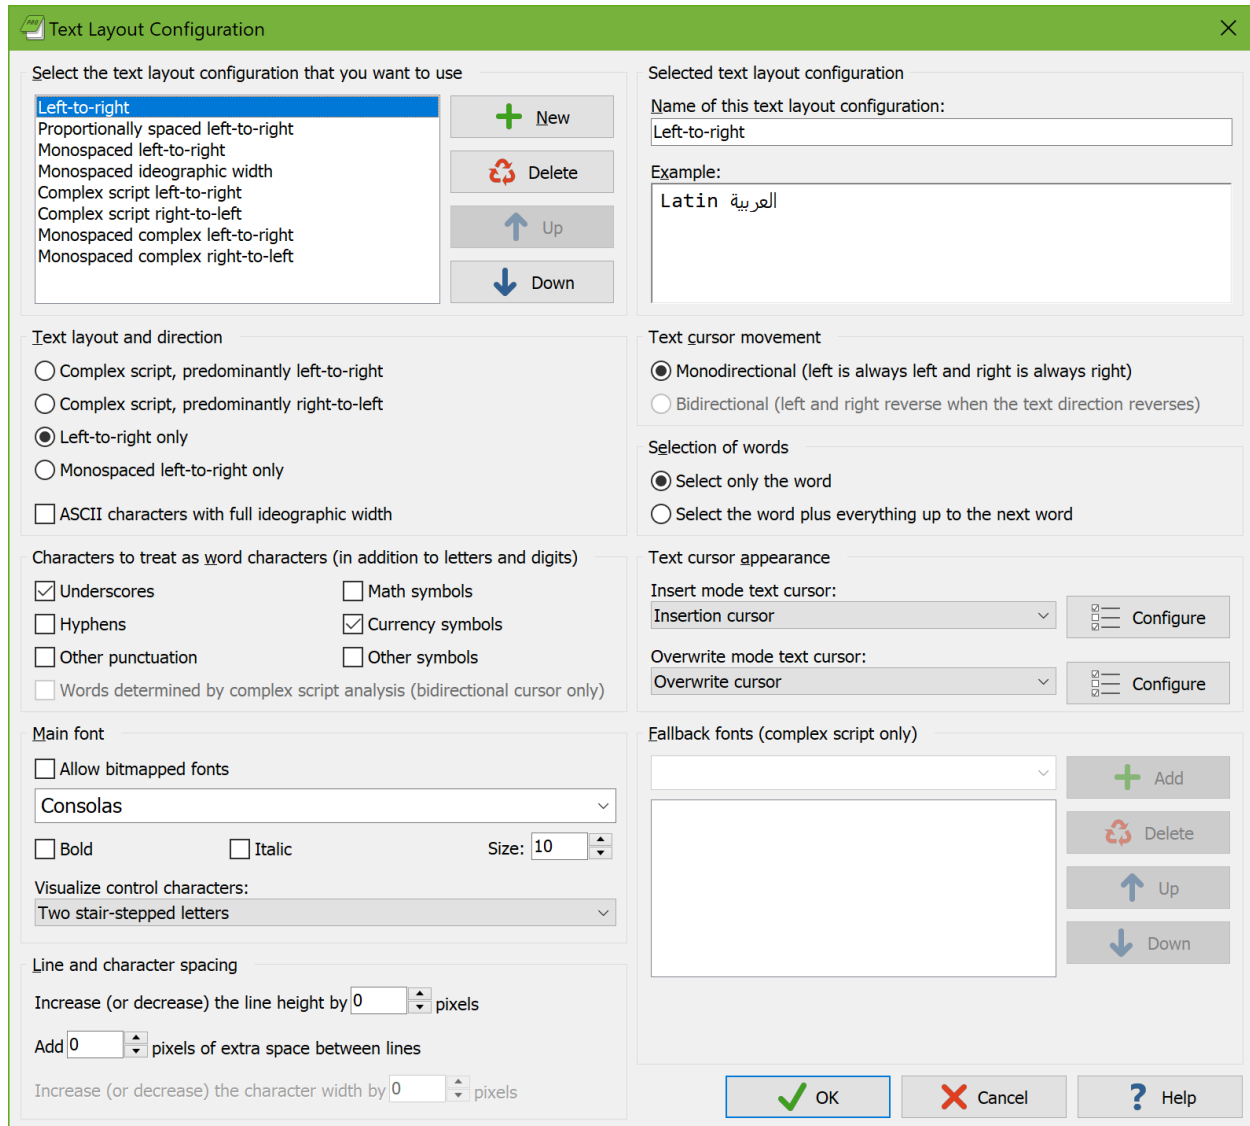 Text Layout Configuration
Select the text layout configuration that you want to use
Left-to-right
Proportionally spaced left-to-right
Monospaced left-to-right
Monospaced ideographic width
Complex script left-to-right
Complex script right-to-left
Monospaced complex left-to-right
Monospaced complex right-to-left
New
Delete
Up
Down
Selected text layout configuration
Name of this text layout configuration:
Left-to-right
Example:
Latin العربية
Text layout and direction
Complex script, predominantly left-to-right
Complex script, predominantly right-to-left
Left-to-right only
Monospaced left-to-right only
ASCII characters with full ideographic width
Text cursor movement
Monodirectional (left is always left and right is always right)
Bidirectional (left and right reverse when the text direction reverses)
Selection of words
Select only the word
Select the word plus everything up to the next word
Characters to treat as word characters (in addition to letters and digits)
Underscores
Math symbols
Hyphens
Currency symbols
Other punctuation
Other symbols
Words determined by complex script analysis (bidirectional cursor only)
Text cursor appearance
Insert mode text cursor:
Insertion cursor
Configure
Overwrite mode text cursor:
Overwrite cursor
Configure
Main font
Allow bitmapped fonts
Consolas
Bold
Italic
Size: 10
Visualize control characters:
Two stair-stepped letters
Fallback fonts (complex script only)
Add
Delete
Up
Down
Line and character spacing
Increase (or decrease) the line height by 0 pixels
Add 0 pixels of extra space between lines
Increase (or decrease) the character width by 0 pixels
OK
Cancel
Help